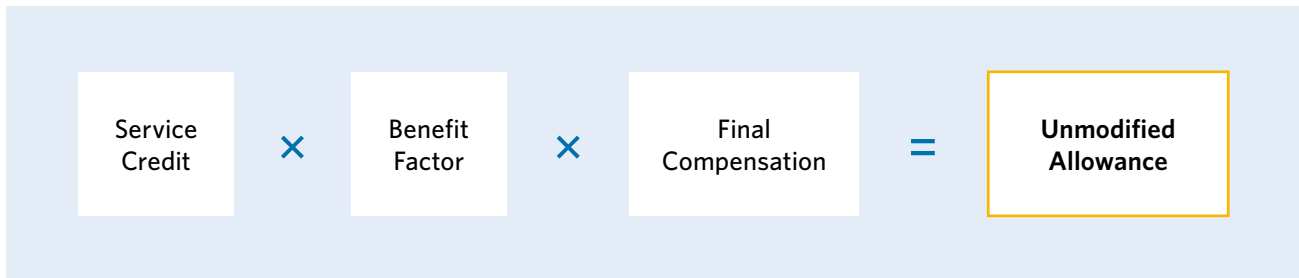 Service
Credit
×
Benefit
Factor
×
Final
Compensation
=
Unmodified
Allowance